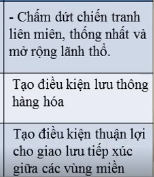 - Chấm dứt chiến tranh
liên miên, thống nhất và
mở rộng lãnh thổ.
Tạo điều kiện lưu thông
hàng hóa
Tạo điều kiện thuận lợi
cho giao lưu tiếp xúc
giữa các vùng miền